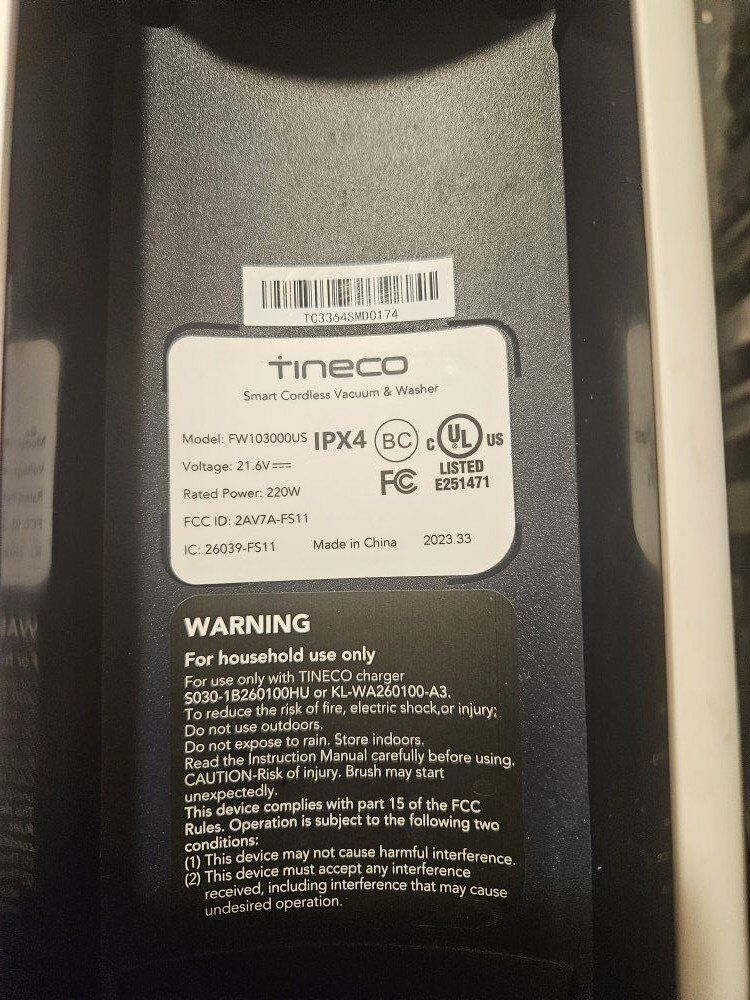 TC3364SMD0174
TINECO
Smart Cordless Vacuum & Washer
Model: FW103000US IPX4 BC c UL US
Voltage: 21.6V⎓ FC LISTED
Rated Power: 220W E251471
FCC ID: 2AV7A-FS11
IC: 26039-FS11 Made in China 2023.33
WARNING
For household use only
For use only with TINECO charger
S030-1B260100HU or KL-WA260100-A3.
To reduce the risk of fire, electric shock,or injury;
Do not use outdoors.
Do not expose to rain. Store indoors.
Read the Instruction Manual carefully before using.
CAUTION-Risk of injury. Brush may start
unexpectedly.
This device complies with part 15 of the FCC
Rules. Operation is subject to the following two
conditions:
(1) This device may not cause harmful interference.
(2) This device must accept any interference
received, including interference that may cause
undesired operation.